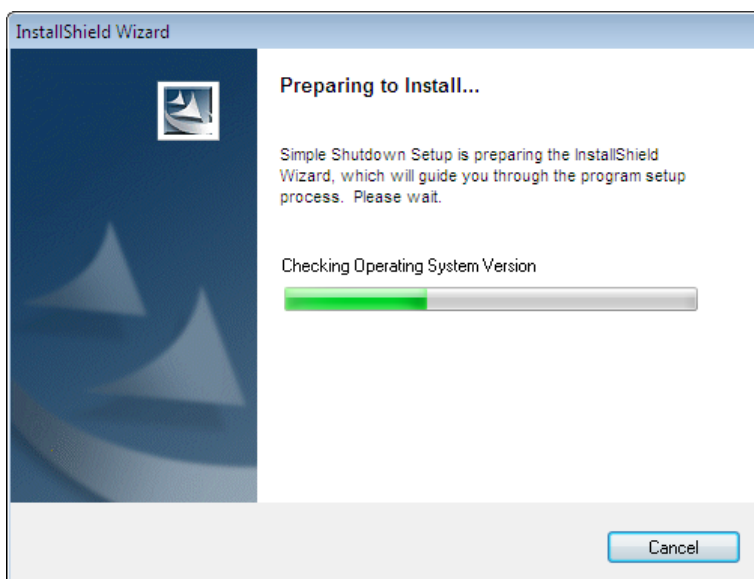 InstallShield Wizard
Preparing to Install...
Simple Shutdown Setup is preparing the InstallShield
Wizard, which will guide you through the program setup
process. Please wait.
Checking Operating System Version
Cancel